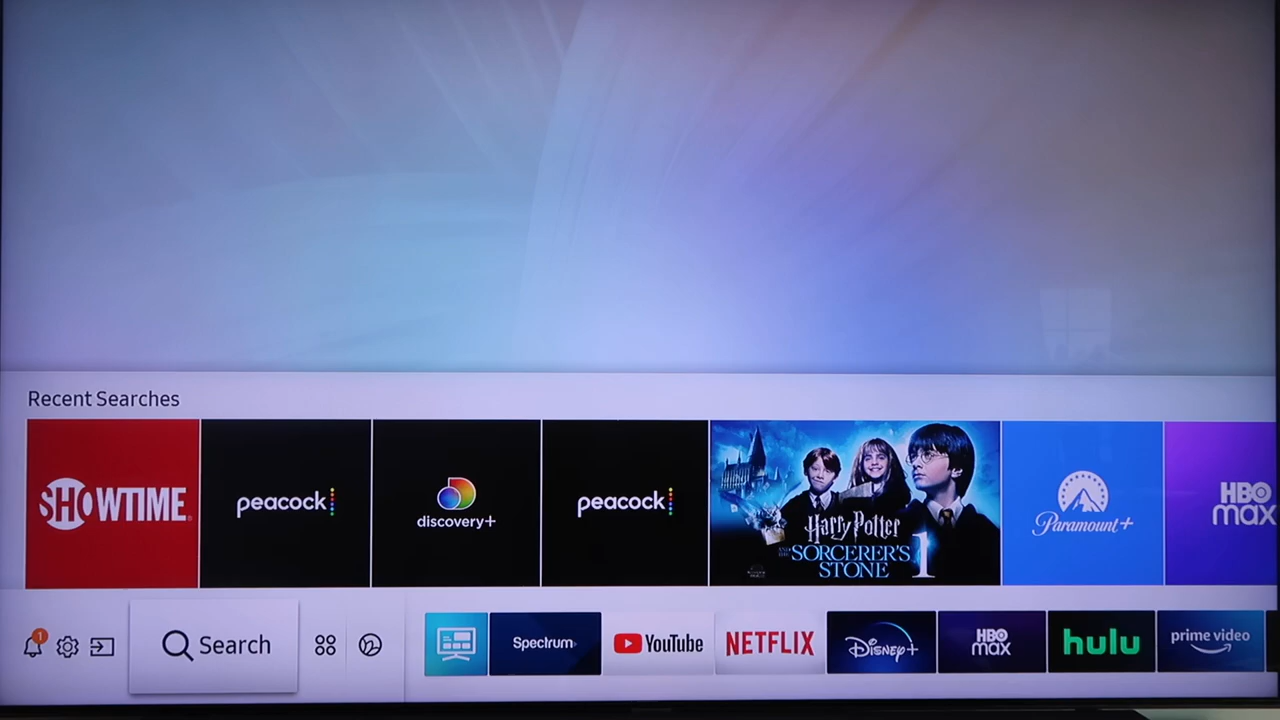 Recent Searches
SHOWTIME
peacock
discovery+
peacock
Harry Potter
AND THE
SORCERER'S
STONE
1
Paramount+
HBO
max
1
Search
Spectrum
YouTube
NETFLIX
Disney+
HBO
max
hulu
prime video